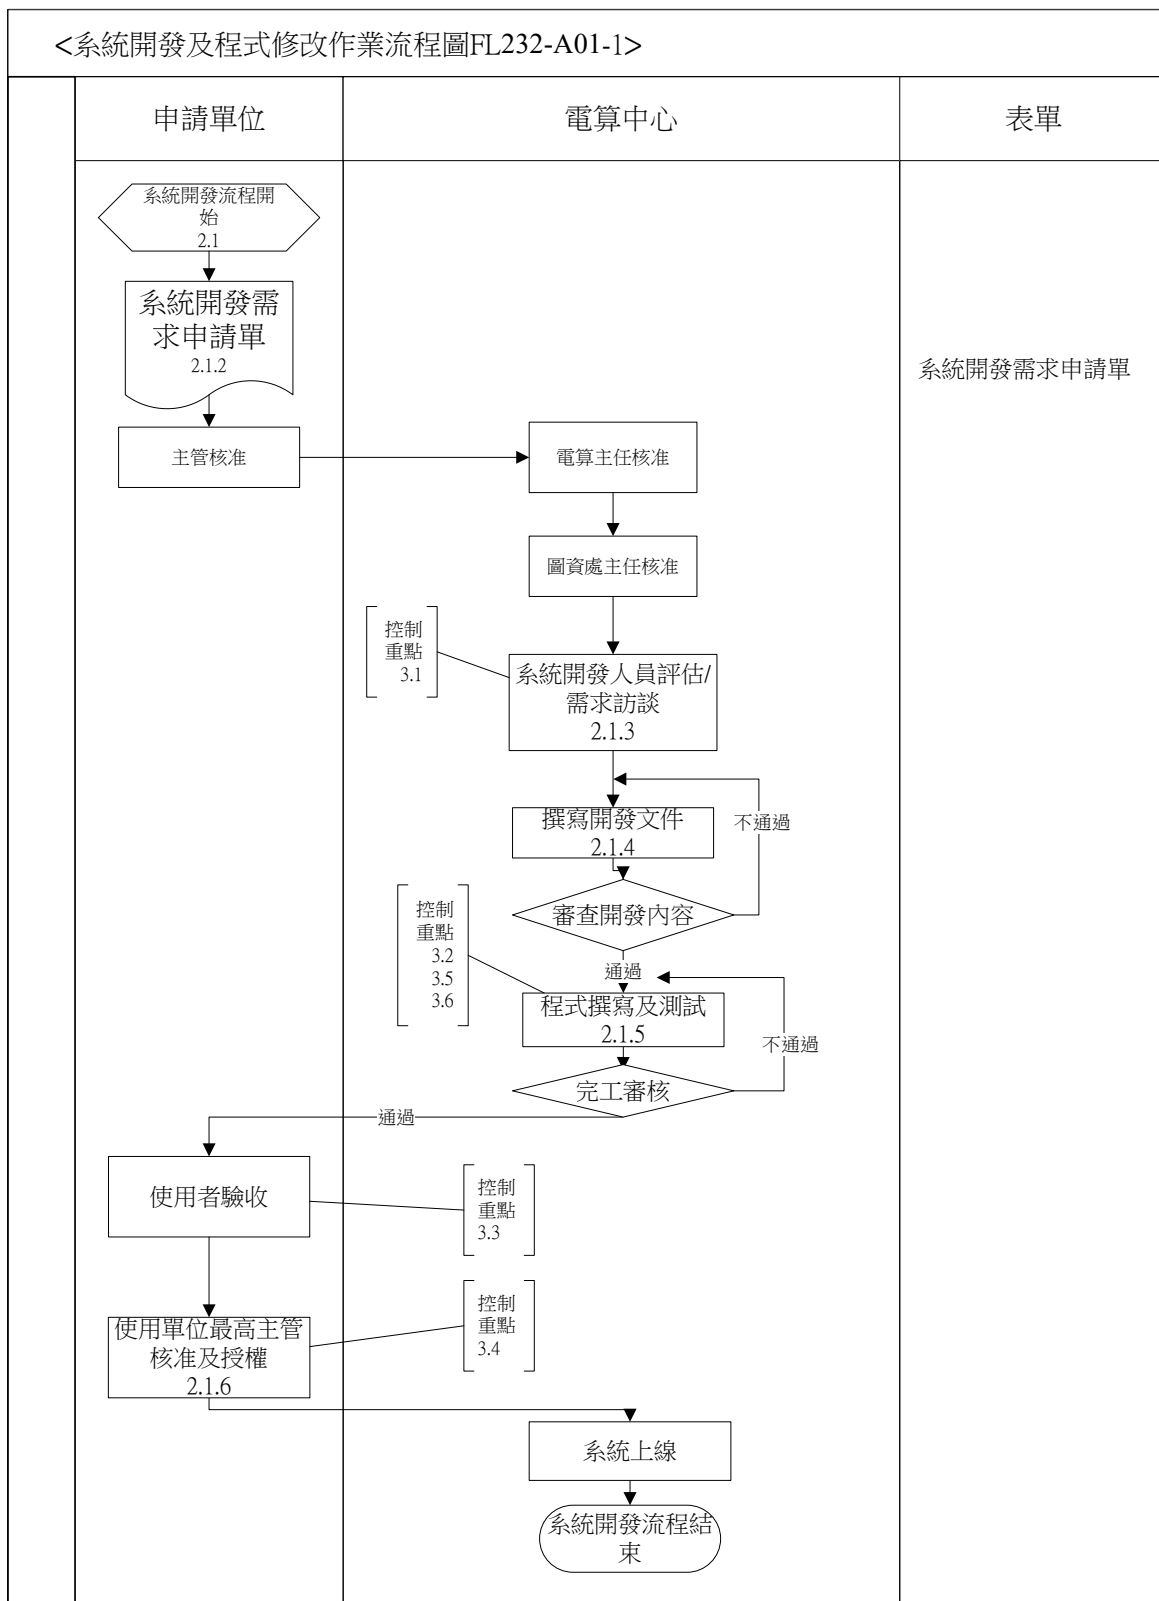 <系統開發及程式修改作業流程圖FL232-A01-1>
申請單位
電算中心
表單
系統開發流程開
始
2.1
系統開發需
求申請單
2.1.2
系統開發需求申請單
主管核准
電算主任核准
圖資處主任核准
控制
重點
3.1
系統開發人員評估/
需求訪談
2.1.3
撰寫開發文件
2.1.4
不通過
審查開發內容
控制
重點
3.2
3.5
3.6
通過
程式撰寫及測試
2.1.5
不通過
完工審核
通過
使用者驗收
控制
重點
3.3
使用單位最高主管
核准及授權
2.1.6
控制
重點
3.4
系統上線
系統開發流程結
束